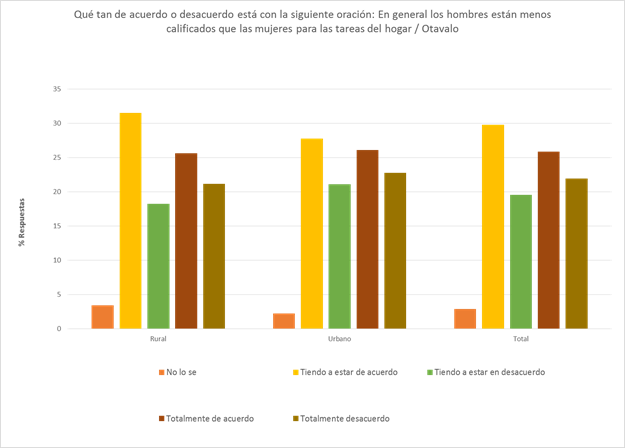 Qué tan de acuerdo o desacuerdo está con la siguiente oración: En general los hombres están menos
calificados que las mujeres para las tareas del hogar / Otavalo
35
30
25
20
15
10
5
0
% Respuestas
Rural
Urbano
Total
No lo se
Tiendo a estar de acuerdo
Tiendo a estar en desacuerdo
Totalmente de acuerdo
Totalmente desacuerdo